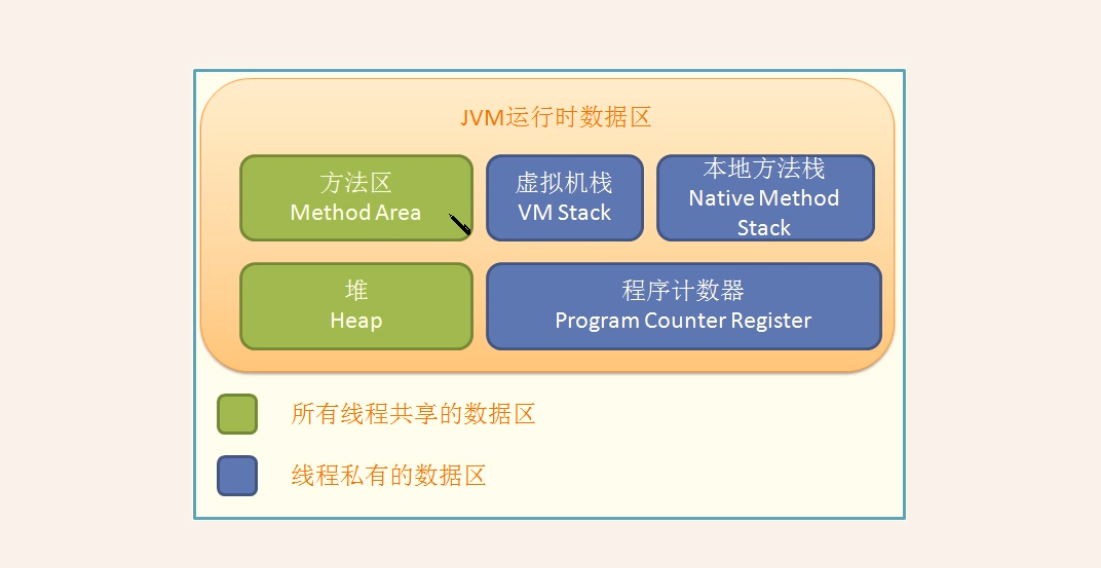 JVM运行时数据区
方法区
Method Area
虚拟机栈
VM Stack
本地方法栈
Native Method
Stack
堆
Heap
程序计数器
Program Counter Register
所有线程共享的数据区
线程私有的数据区